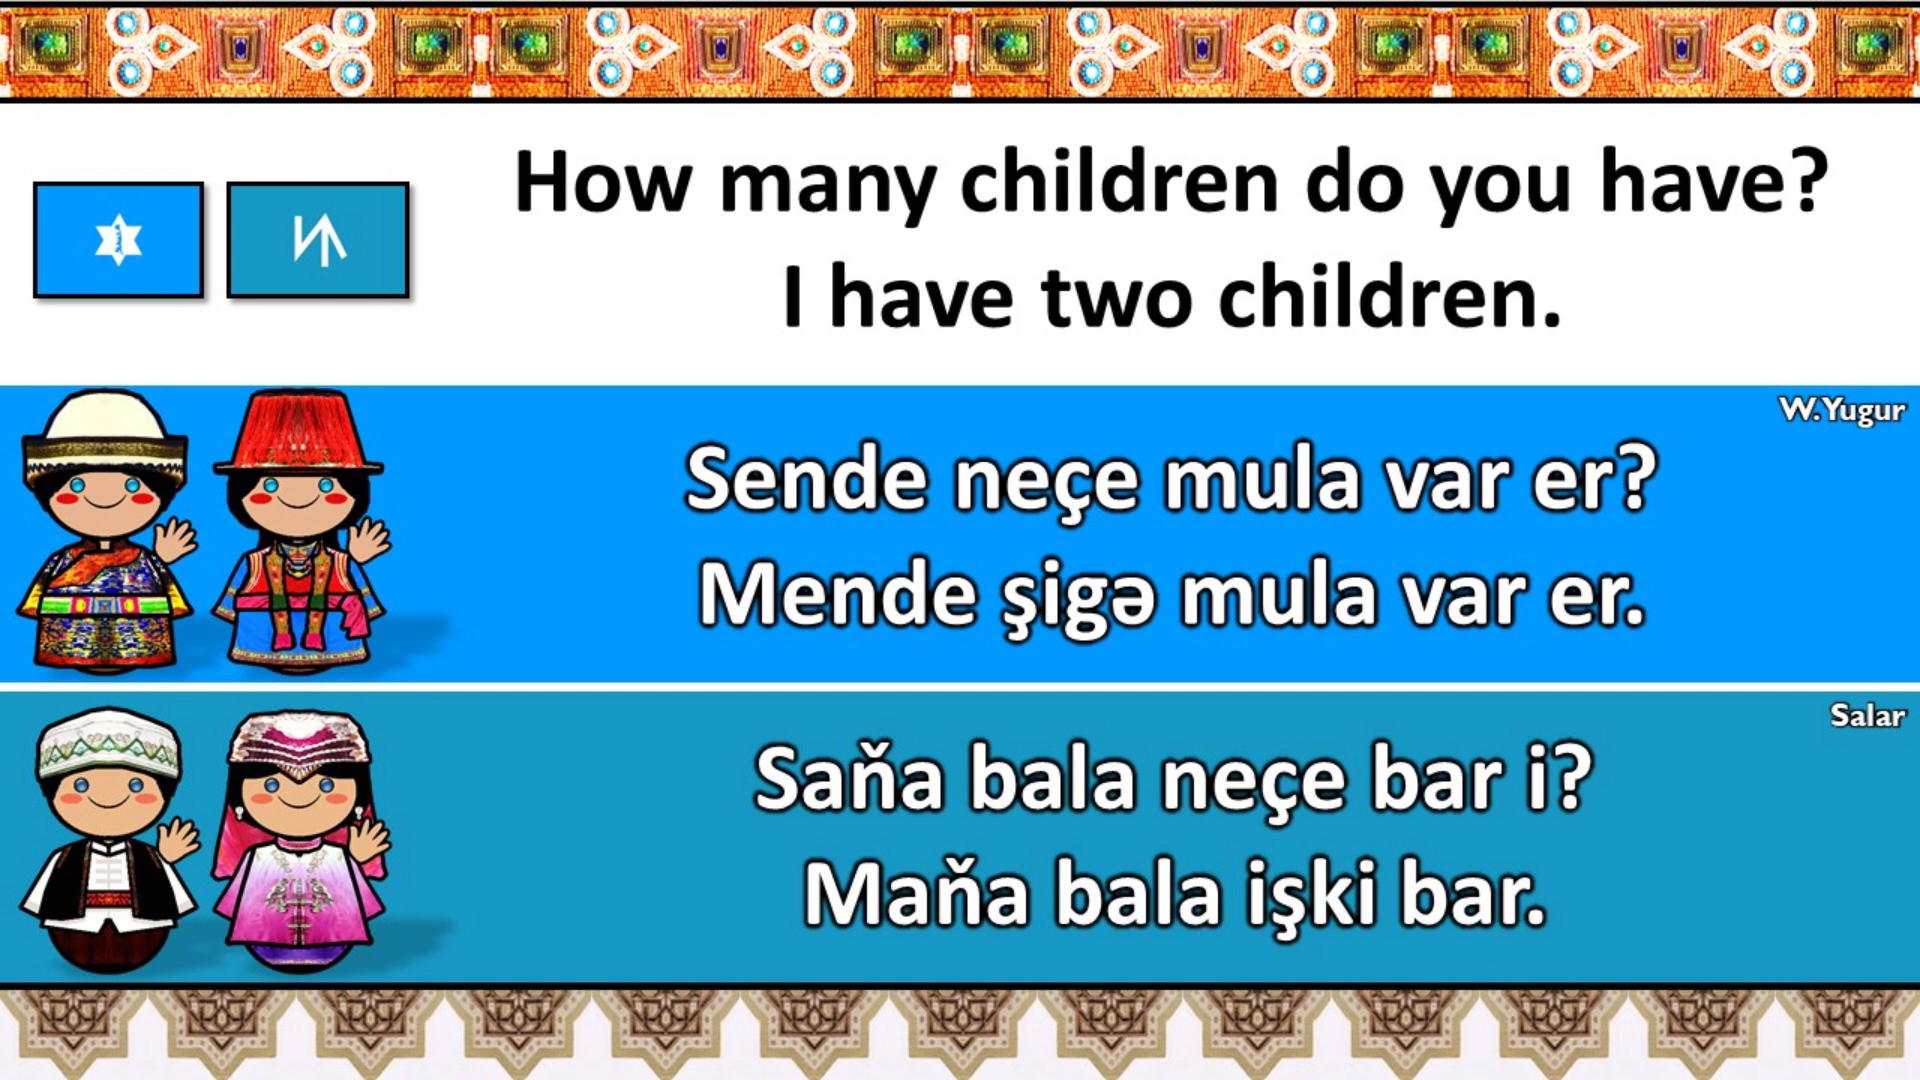 How many children do you have?
I have two children.
W.Yugur
Sende neçe mula var er?
Mende şigə mula var er.
Salar
Saňa bala neçe bar i?
Maňa bala işki bar.